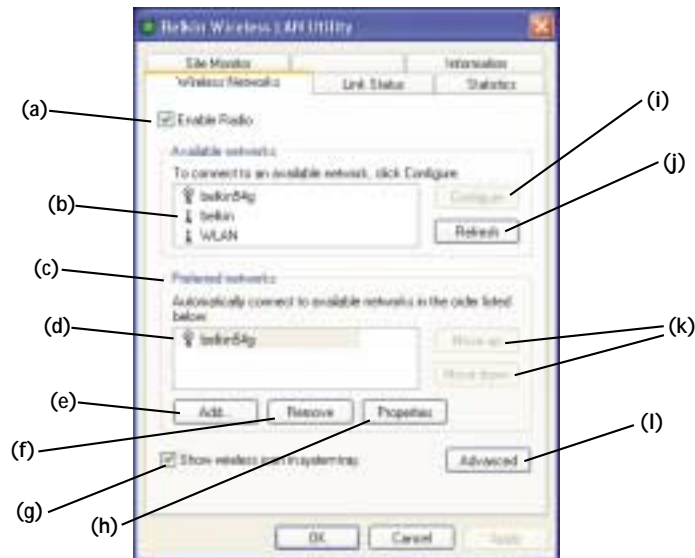 Belkin Wireless LAN Utility
Site Monitor Information
Wireless Networks Link Status Statistics
(a)
Enable Radio
(i)
Available networks
To connect to an available network, click Configure
(j)
belkin54g
Configure
(b)
belkin
WLAN
Refresh
(c)
Preferred networks
Automatically connect to available networks in the order listed
below:
(d)
belkin54g
Move up
(k)
Move down
(e)
Add...
Remove
Properties
(f)
(l)
Show wireless icon in system tray
Advanced
(g)
(h)
OK Cancel Apply